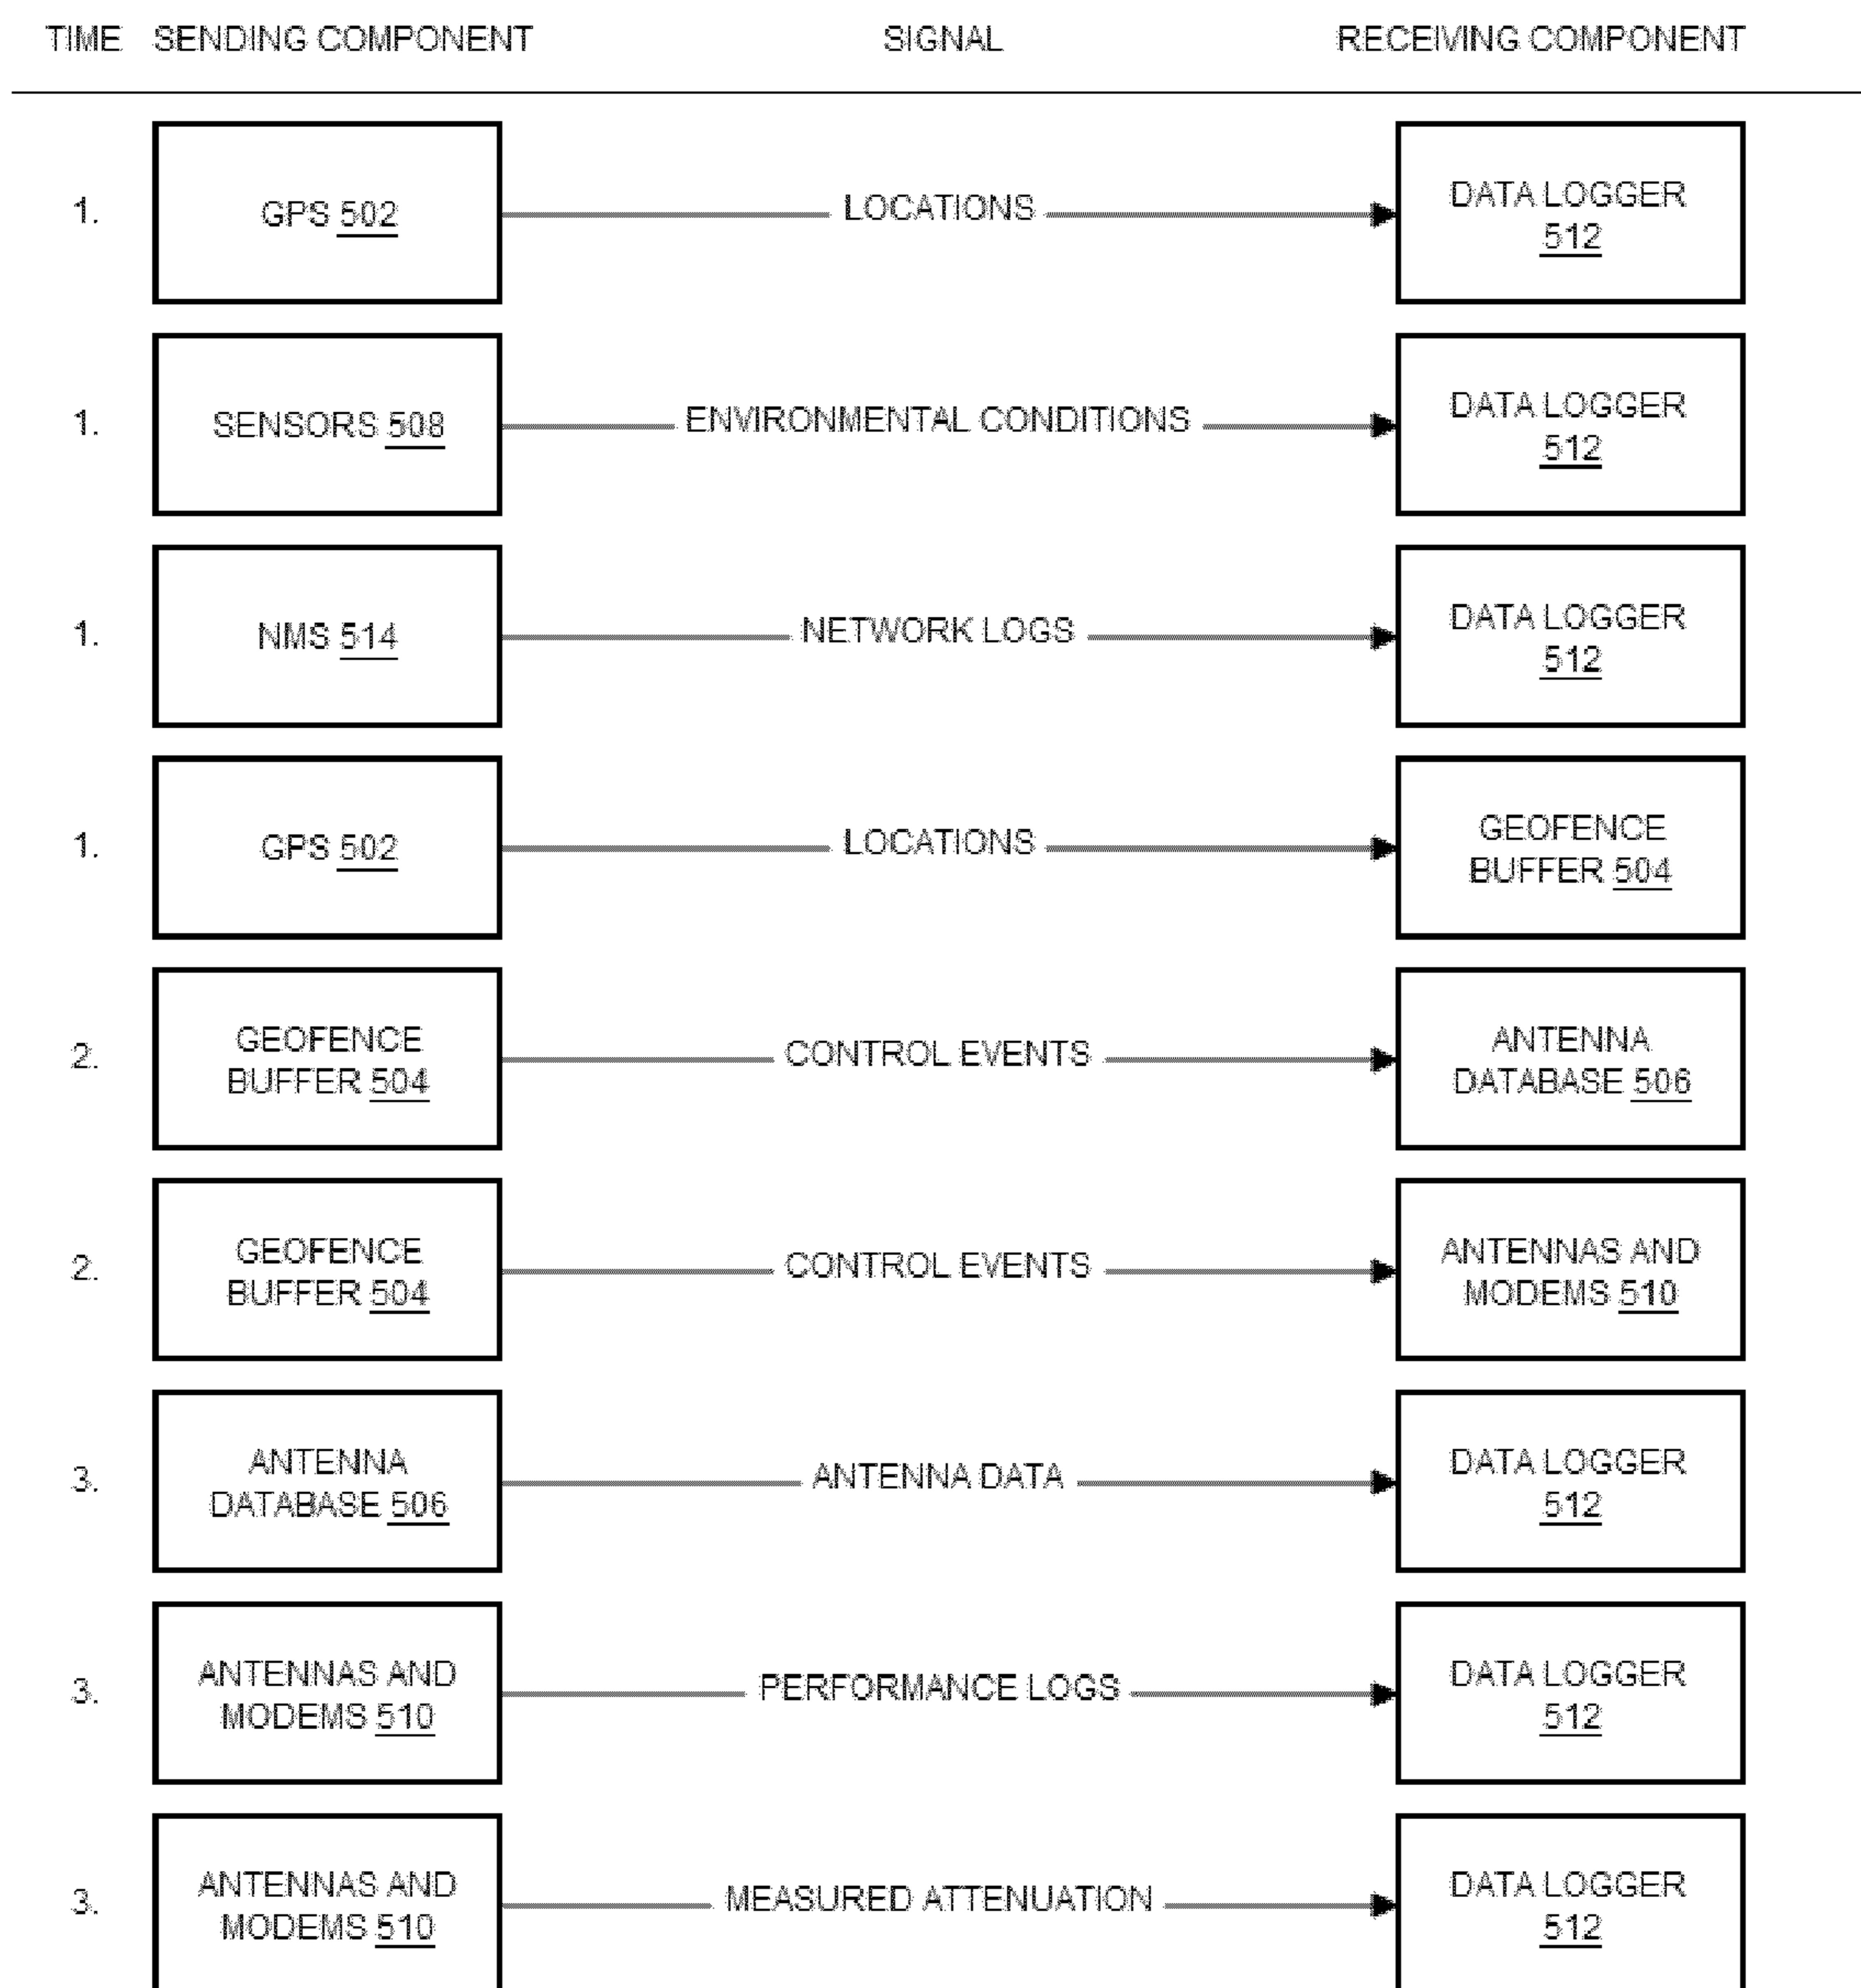 TIME SENDING COMPONENT SIGNAL RECEIVING COMPONENT
1. GPS 502 LOCATIONS DATA LOGGER
512
1. SENSORS 508 ENVIRONMENTAL CONDITIONS DATA LOGGER
512
1. NMS 514 NETWORK LOGS DATA LOGGER
512
1. GPS 502 LOCATIONS GEOFENCE
BUFFER 504
2. GEOFENCE
BUFFER 504 CONTROL EVENTS ANTENNA
DATABASE 506
2. GEOFENCE
BUFFER 504 CONTROL EVENTS ANTENNAS AND
MODEMS 510
3. ANTENNA
DATABASE 506 ANTENNA DATA DATA LOGGER
512
3. ANTENNAS AND
MODEMS 510 PERFORMANCE LOGS DATA LOGGER
512
3. ANTENNAS AND
MODEMS 510 MEASURED ATTENUATION DATA LOGGER
512